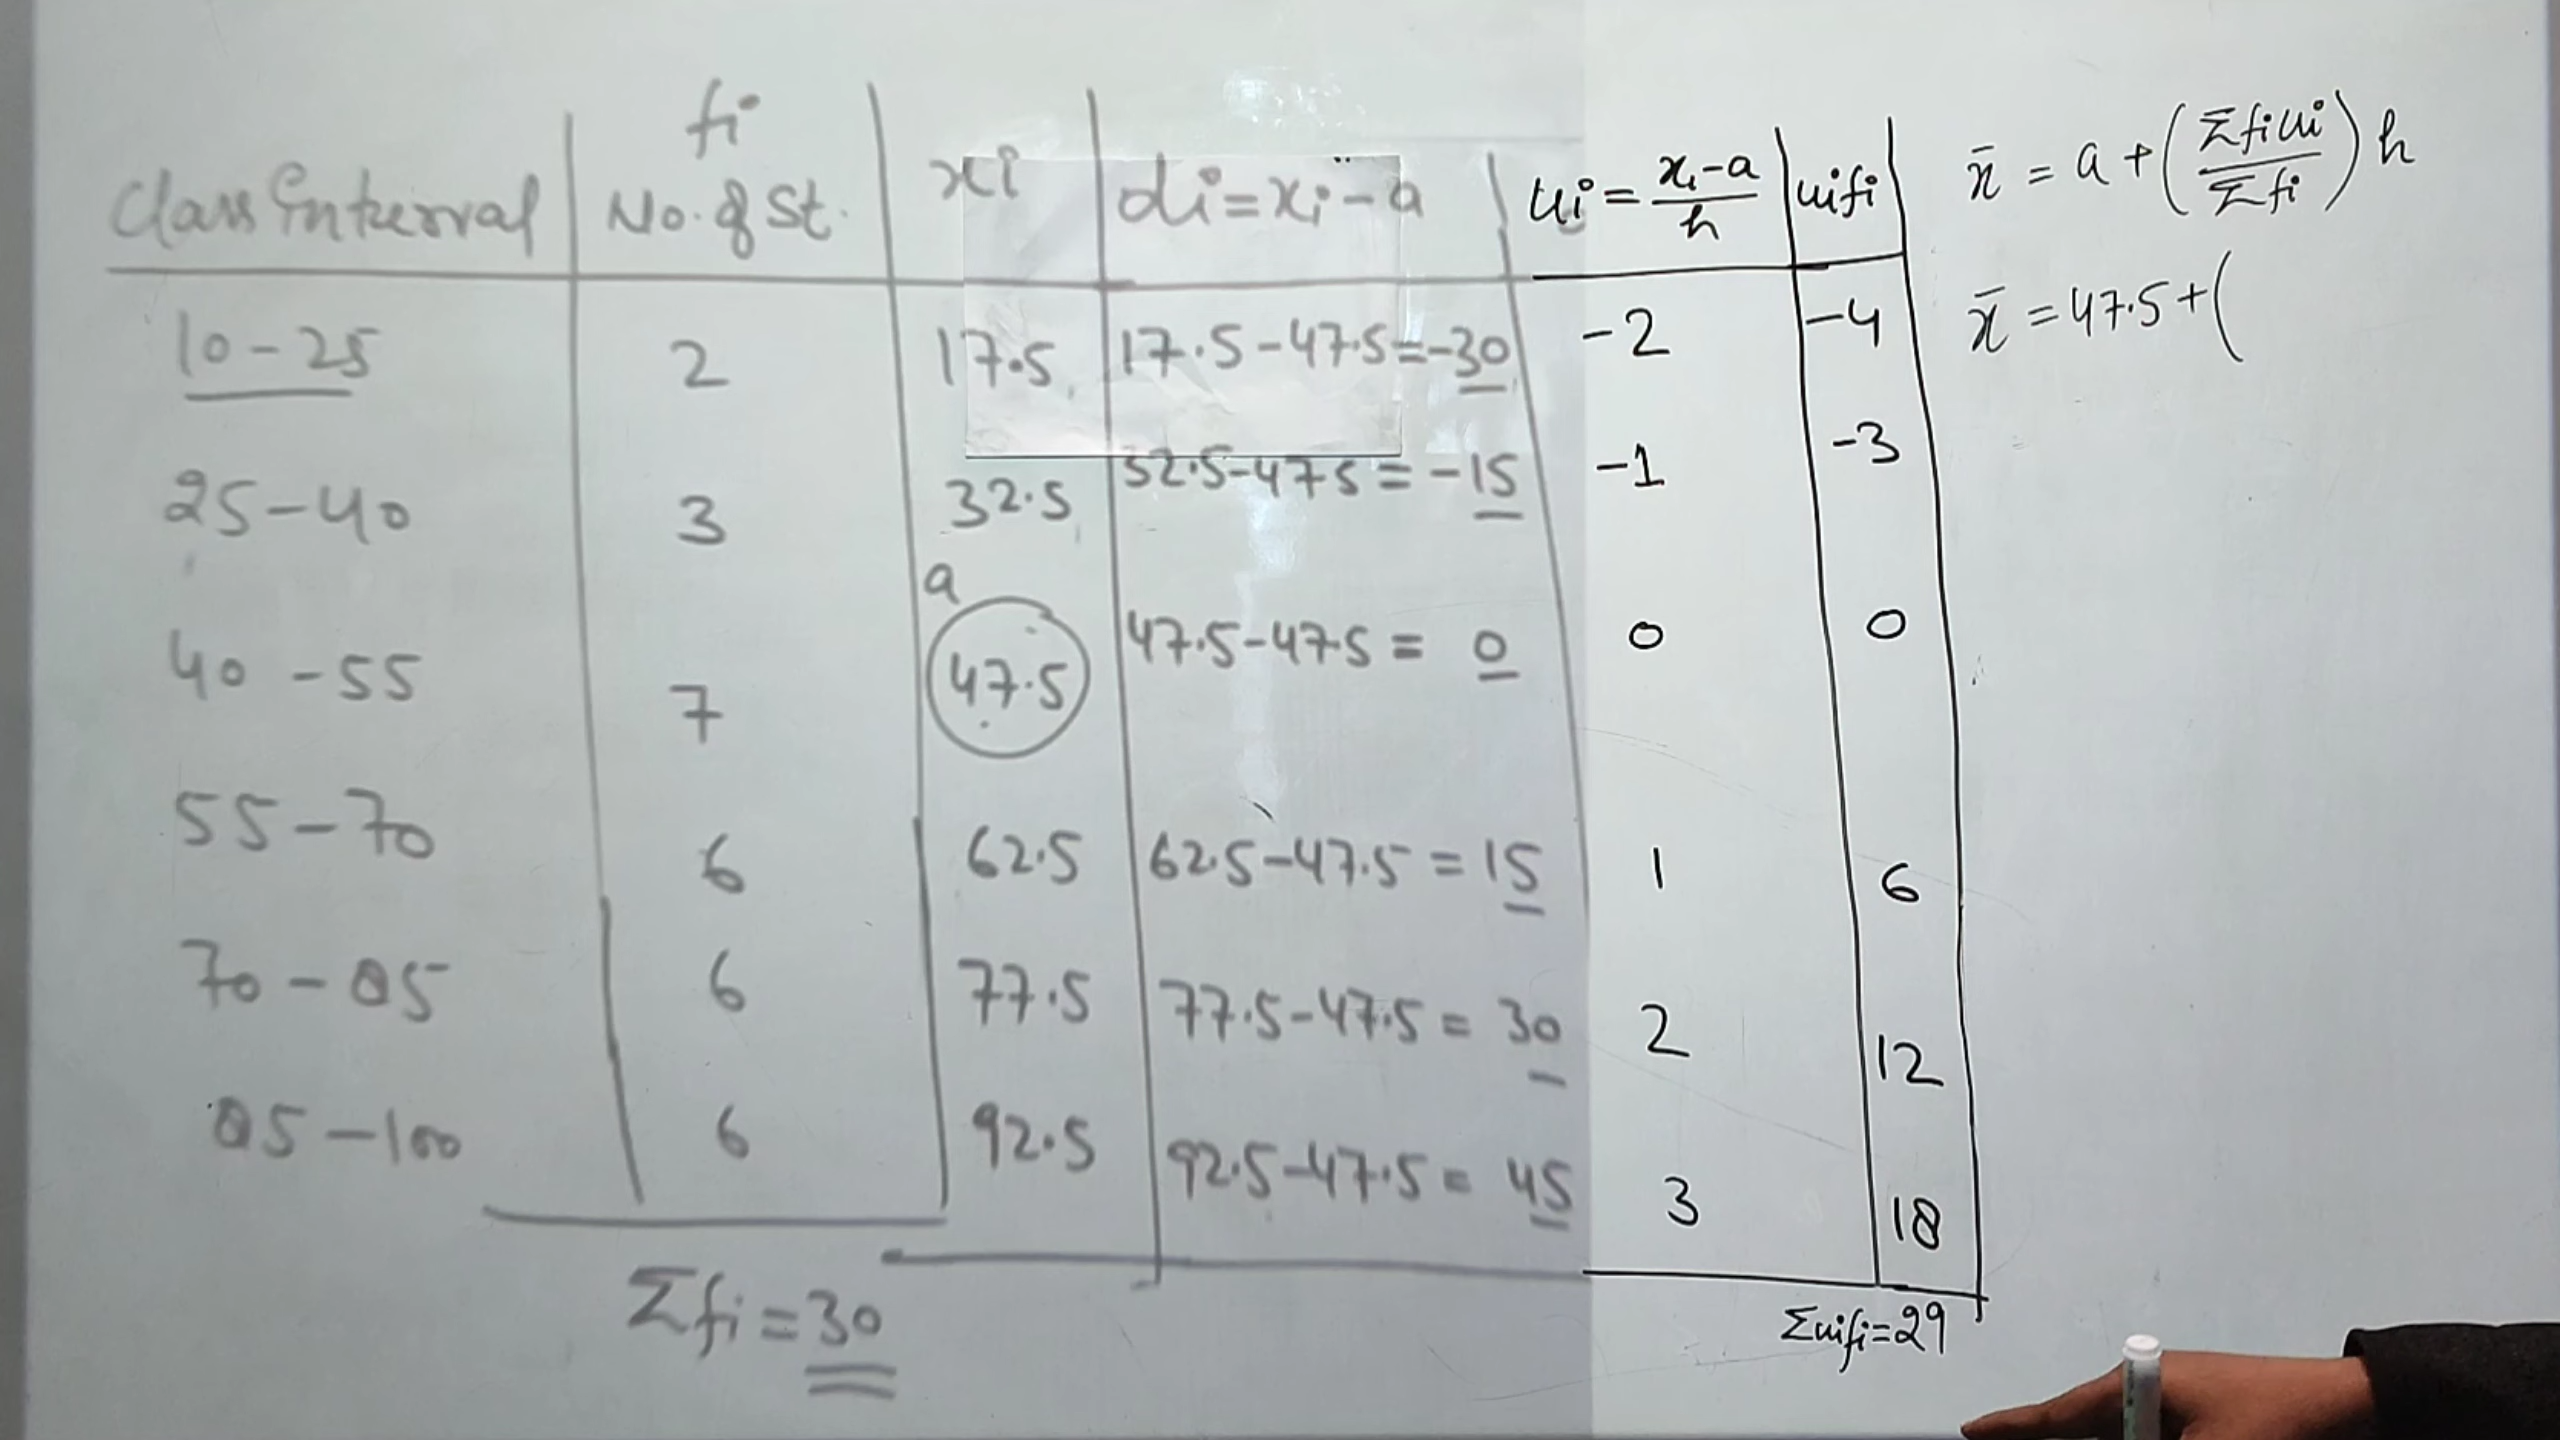 Class Interval fi No. of St. xi di = xi - a ui = xi - a / h uifi
10 - 25 2 17.5 17.5 - 47.5 = -30 -2 -4
25 - 40 3 32.5 32.5 - 47.5 = -15 -1 -3
40 - 55 7 a 47.5 47.5 - 47.5 = 0 0 0
55 - 70 6 62.5 62.5 - 47.5 = 15 1 6
70 - 85 6 77.5 77.5 - 47.5 = 30 2 12
85 - 100 6 92.5 92.5 - 47.5 = 45 3 18
Σfi = 30 Σuifi = 29
x̄ = a + (Σfiui / Σfi) h
x̄ = 47.5 + (